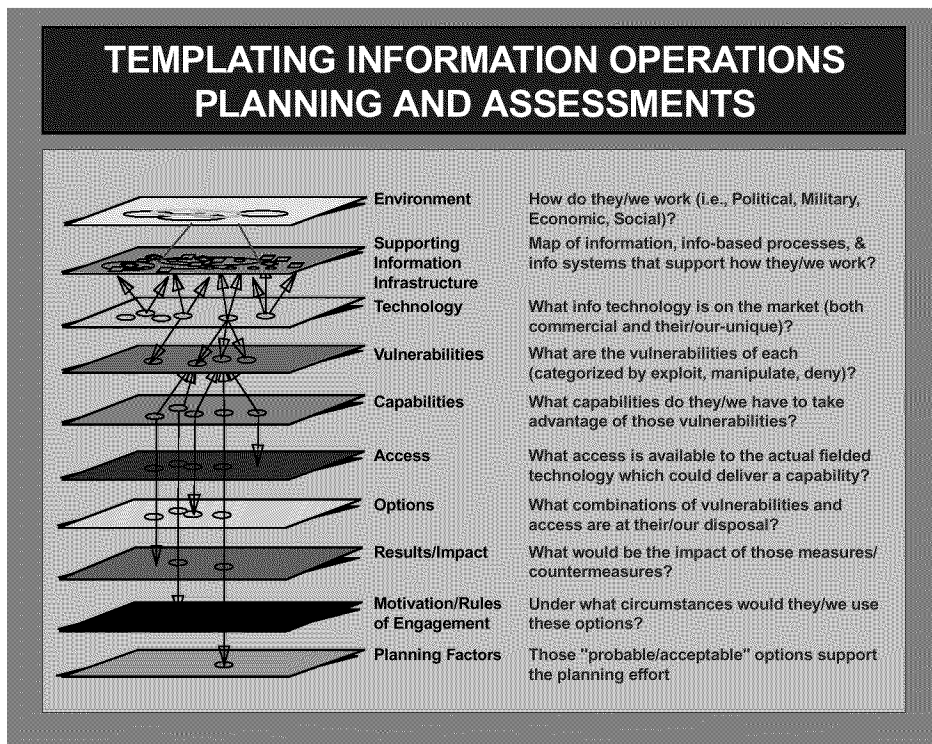 TEMPLATING INFORMATION OPERATIONS
PLANNING AND ASSESSMENTS
Environment
How do they/we work (i.e., Political, Military,
Economic, Social)?
Supporting
Information
Infrastructure
Map of information, info-based processes, &
info systems that support how they/we work?
Technology
What info technology is on the market (both
commercial and their/our-unique)?
Vulnerabilities
What are the vulnerabilities of each
(categorized by exploit, manipulate, deny)?
Capabilities
What capabilities do they/we have to take
advantage of those vulnerabilities?
Access
What access is available to the actual fielded
technology which could deliver a capability?
Options
What combinations of vulnerabilities and
access are at their/our disposal?
Results/Impact
What would be the impact of those measures/
countermeasures?
Motivation/Rules
of Engagement
Under what circumstances would they/we use
these options?
Planning Factors
Those "probable/acceptable" options support
the planning effort